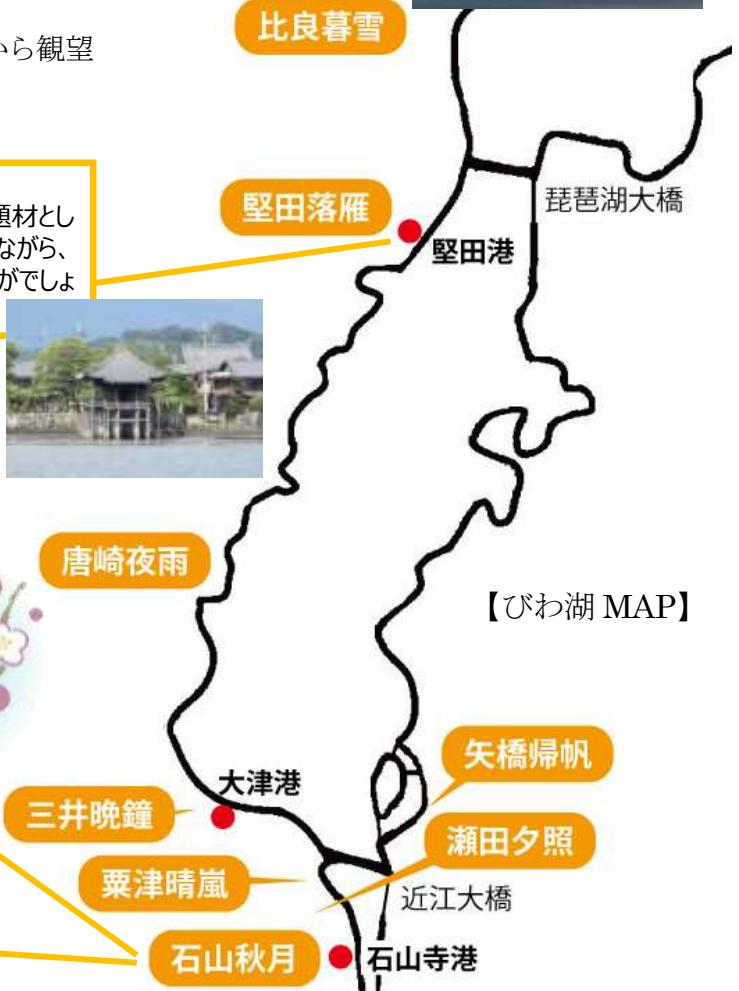 比良暮雪
から観望
題材とし
ながら、
がでしょ
堅田落雁
琵琶湖大橋
堅田港
唐崎夜雨
【びわ湖 MAP】
矢橋帰帆
大津港
三井晩鐘
瀬田夕照
粟津晴嵐
近江大橋
石山秋月
石山寺港